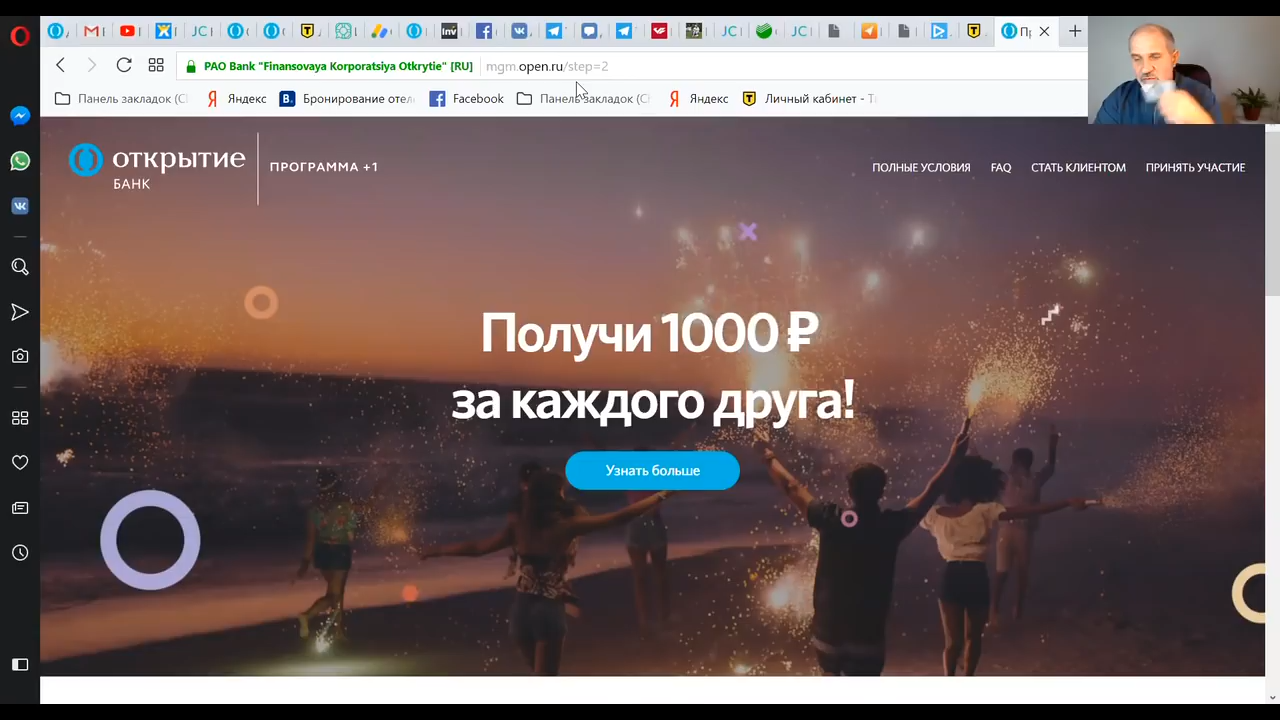 PAO Bank "Finansovaya Korporatsiya Otkrytie" [RU]
mgm.open.ru/step=2
Панель закладок (С
Яндекс
Бронирование отел
Facebook
Панель закладок (С
Яндекс
Личный кабинет - Т
открытие
БАНК
ПРОГРАММА +1
ПОЛНЫЕ УСЛОВИЯ
FAQ
СТАТЬ КЛИЕНТОМ
ПРИНЯТЬ УЧАСТИЕ
Получи 1000 ₽
за каждого друга!
Узнать больше